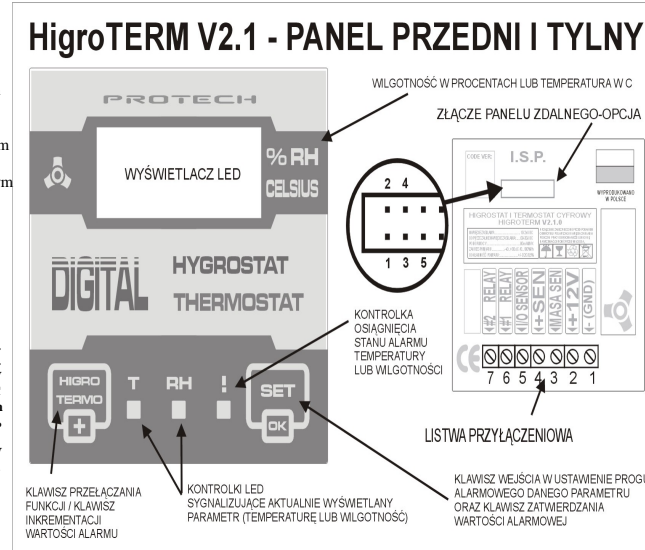 HigroTERM V2.1 - PANEL PRZEDNI I TYLNY
WILGOTNOŚĆ W PROCENTACH LUB TEMPERATURA W C
ZŁĄCZE PANELU ZDALNEGO-OPCJA
PROTECH
WYŚWIETLACZ LED
% RH
CELSIUS
DIGITAL
HYGROSTAT
THERMOSTAT
HIGRO
TERMO
+
T
RH
!
SET
OK
2 4
1 3 5
CODE VER:
I.S.P.
WYPRODUKOWANO
W POLSCE
HIGROSTAT I TERMOSTAT CYFROWY
HIGROTERM V2.1.0
#2 RELAY
#1 RELAY
I/O SENSOR
+SEN
MASA SEN
+12V
- (GND)
CE
7 6 5 4 3 2 1
KONTROLKA
OSIĄGNIĘCIA
STANU ALARMU
TEMPERATURY
LUB WILGOTNOŚCI
LISTWA PRZYŁĄCZENIOWA
KLAWISZ PRZEŁĄCZANIA
FUNKCJI / KLAWISZ
INKREMENTACJI
WARTOŚCI ALARMU
KONTROLKI LED
SYGNALIZUJĄCE AKTUALNIE WYŚWIETLANY
PARAMETR (TEMPERATURĘ LUB WILGOTNOŚĆ)
KLAWISZ WEJŚCIA W USTAWIENIE PROGU
ALARMOWEGO DANEGO PARAMETRU
ORAZ KLAWISZ ZATWIERDZANIA
WARTOŚCI ALARMOWEJ